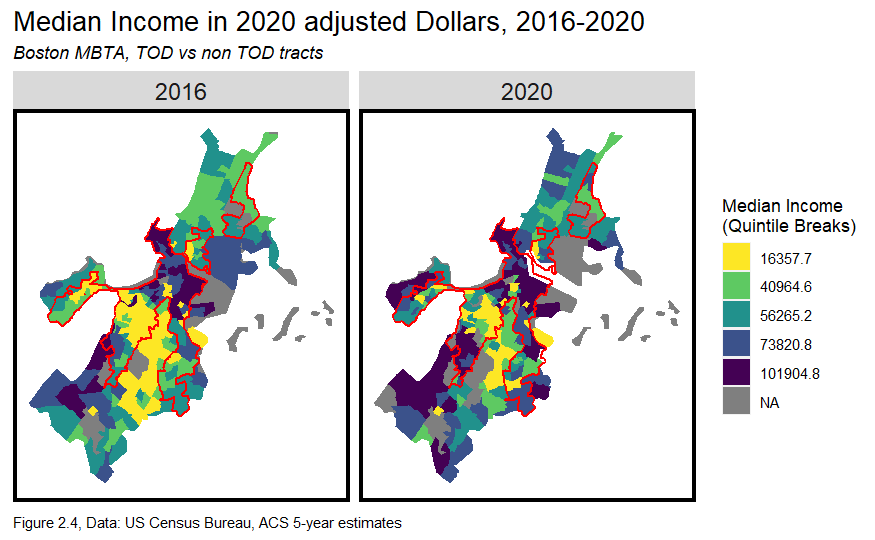 Median Income in 2020 adjusted Dollars, 2016-2020
Boston MBTA, TOD vs non TOD tracts
2016
2020
Median Income
(Quintile Breaks)
16357.7
40964.6
56265.2
73820.8
101904.8
NA
Figure 2.4, Data: US Census Bureau, ACS 5-year estimates